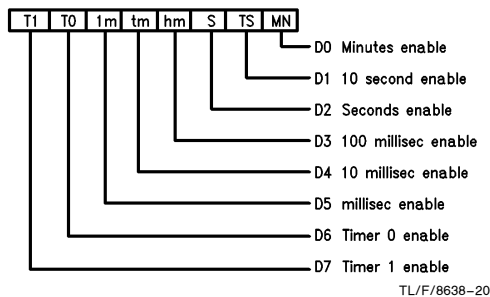 T1 T0 1m tm hm S TS MN
D0 Minutes enable
D1 10 second enable
D2 Seconds enable
D3 100 millisec enable
D4 10 millisec enable
D5 millisec enable
D6 Timer 0 enable
D7 Timer 1 enable
TL/F/8638–20